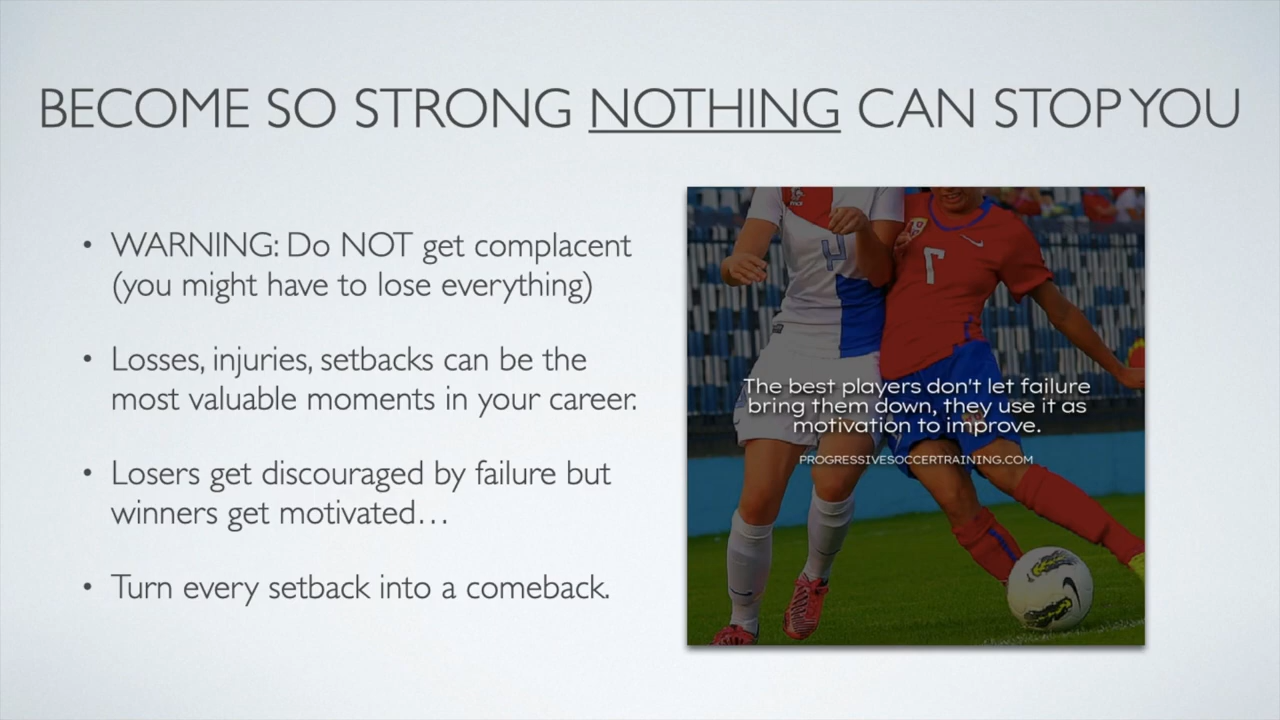 BECOME SO STRONG NOTHING CAN STOP YOU
• WARNING: Do NOT get complacent
(you might have to lose everything)
• Losses, injuries, setbacks can be the
most valuable moments in your career.
• Losers get discouraged by failure but
winners get motivated…
• Turn every setback into a comeback.
4
7
The best players don't let failure
bring them down, they use it as
motivation to improve.
PROGRESSIVESOCCERTRAINING.COM